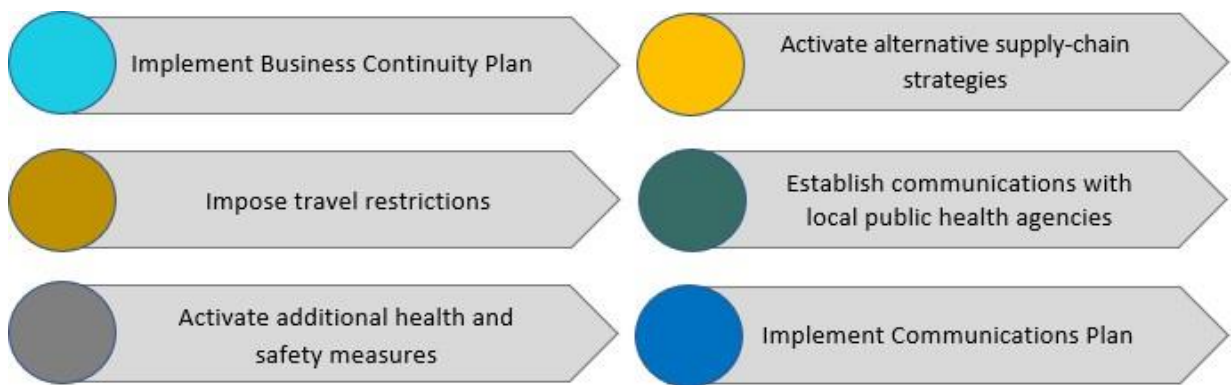 Implement Business Continuity Plan
Activate alternative supply-chain
strategies
Impose travel restrictions
Establish communications with
local public health agencies
Activate additional health and
safety measures
Implement Communications Plan